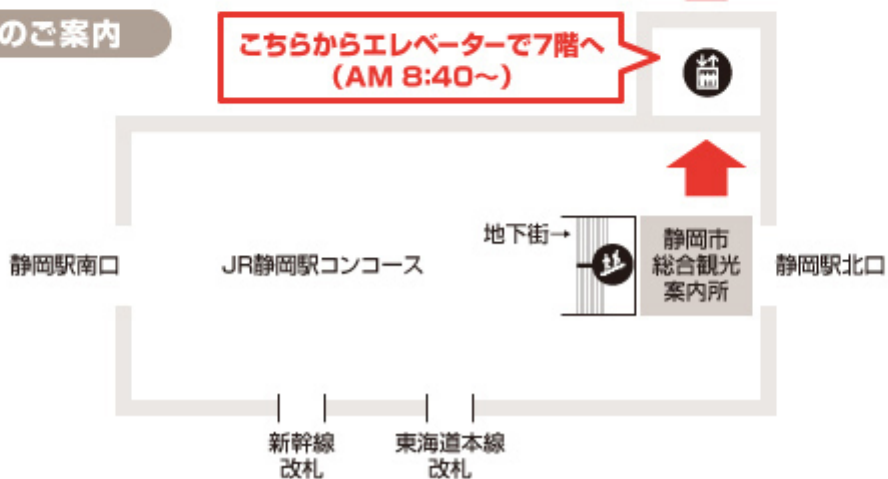 のご案内
こちらからエレベーターで7階へ
(AM 8:40~)
地下街→
静岡市
総合観光
案内所
静岡駅南口
JR静岡駅コンコース
静岡駅北口
新幹線
改札
東海道本線
改札